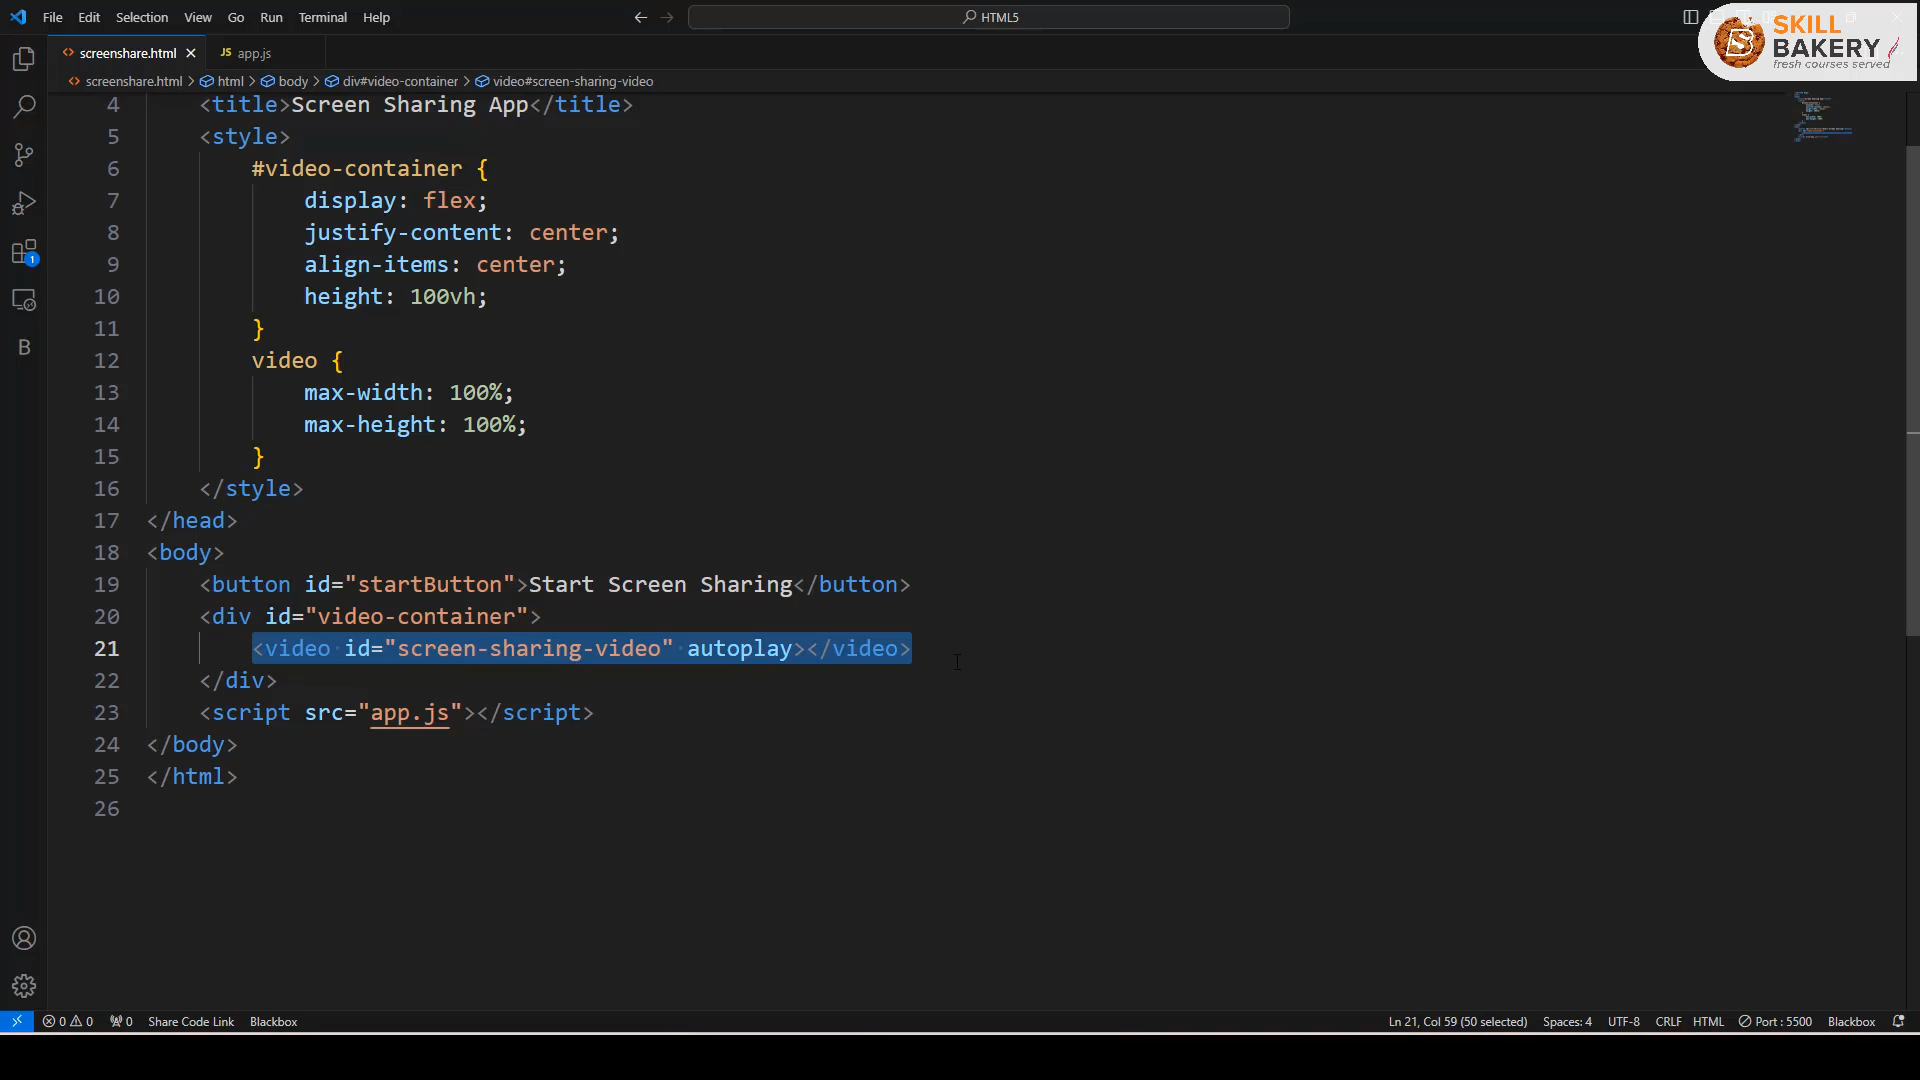 File Edit Selection View Go Run Terminal Help
HTML5
SKILL
BAKERY
fresh courses served
screenshare.html
JS app.js
screenshare.html > html > body > div#video-container > video#screen-sharing-video
4 <title>Screen Sharing App</title>
5 <style>
6 #video-container {
7 display: flex;
8 justify-content: center;
9 align-items: center;
10 height: 100vh;
11 }
12 video {
13 max-width: 100%;
14 max-height: 100%;
15 }
16 </style>
17 </head>
18 <body>
19 <button id="startButton">Start Screen Sharing</button>
20 <div id="video-container">
21 <video id="screen-sharing-video" autoplay></video>
22 </div>
23 <script src="app.js"></script>
24 </body>
25 </html>
26
1
B
0 0 0 Share Code Link Blackbox Ln 21, Col 59 (50 selected) Spaces: 4 UTF-8 CRLF HTML Port : 5500 Blackbox